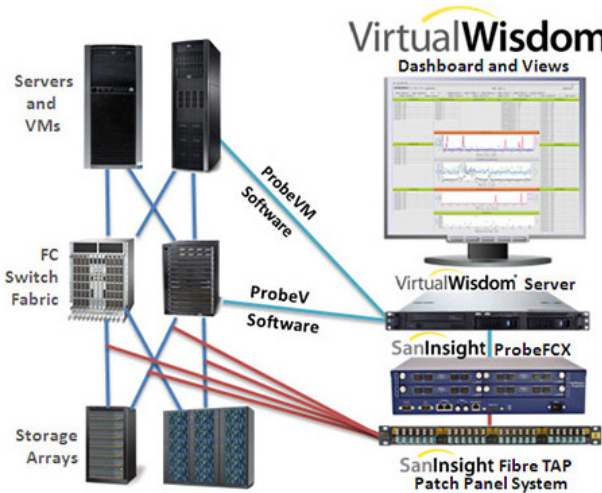 VirtualWisdom
Dashboard and Views
Servers
and
VMs
ProbeVM
Software
FC
Switch
Fabric
ProbeV
Software
VirtualWisdom® Server
SanInsight ProbeFCX
Storage
Arrays
SanInsight Fibre TAP
Patch Panel System